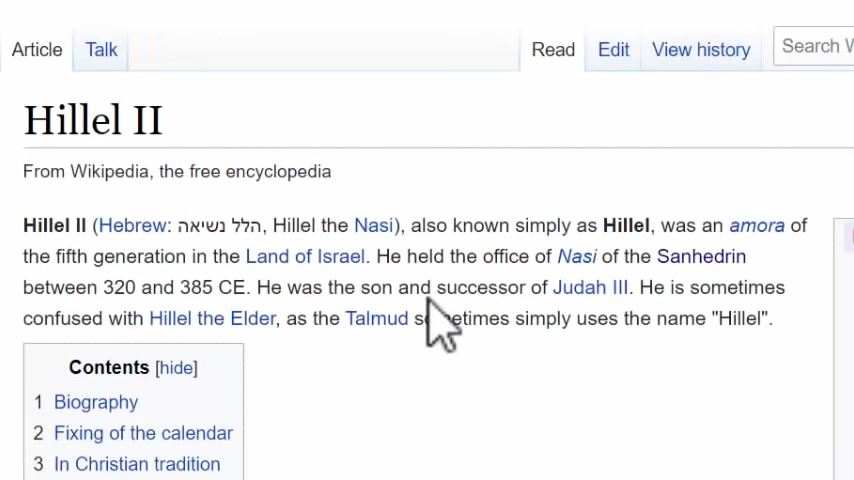 Article Talk Read Edit View history Search
Hillel II
From Wikipedia, the free encyclopedia
Hillel II (Hebrew: הלל נשיאה, Hillel the Nasi), also known simply as Hillel, was an amora of
the fifth generation in the Land of Israel. He held the office of Nasi of the Sanhedrin
between 320 and 385 CE. He was the son and successor of Judah III. He is sometimes
confused with Hillel the Elder, as the Talmud sometimes simply uses the name "Hillel".
Contents [hide]
1 Biography
2 Fixing of the calendar
3 In Christian tradition